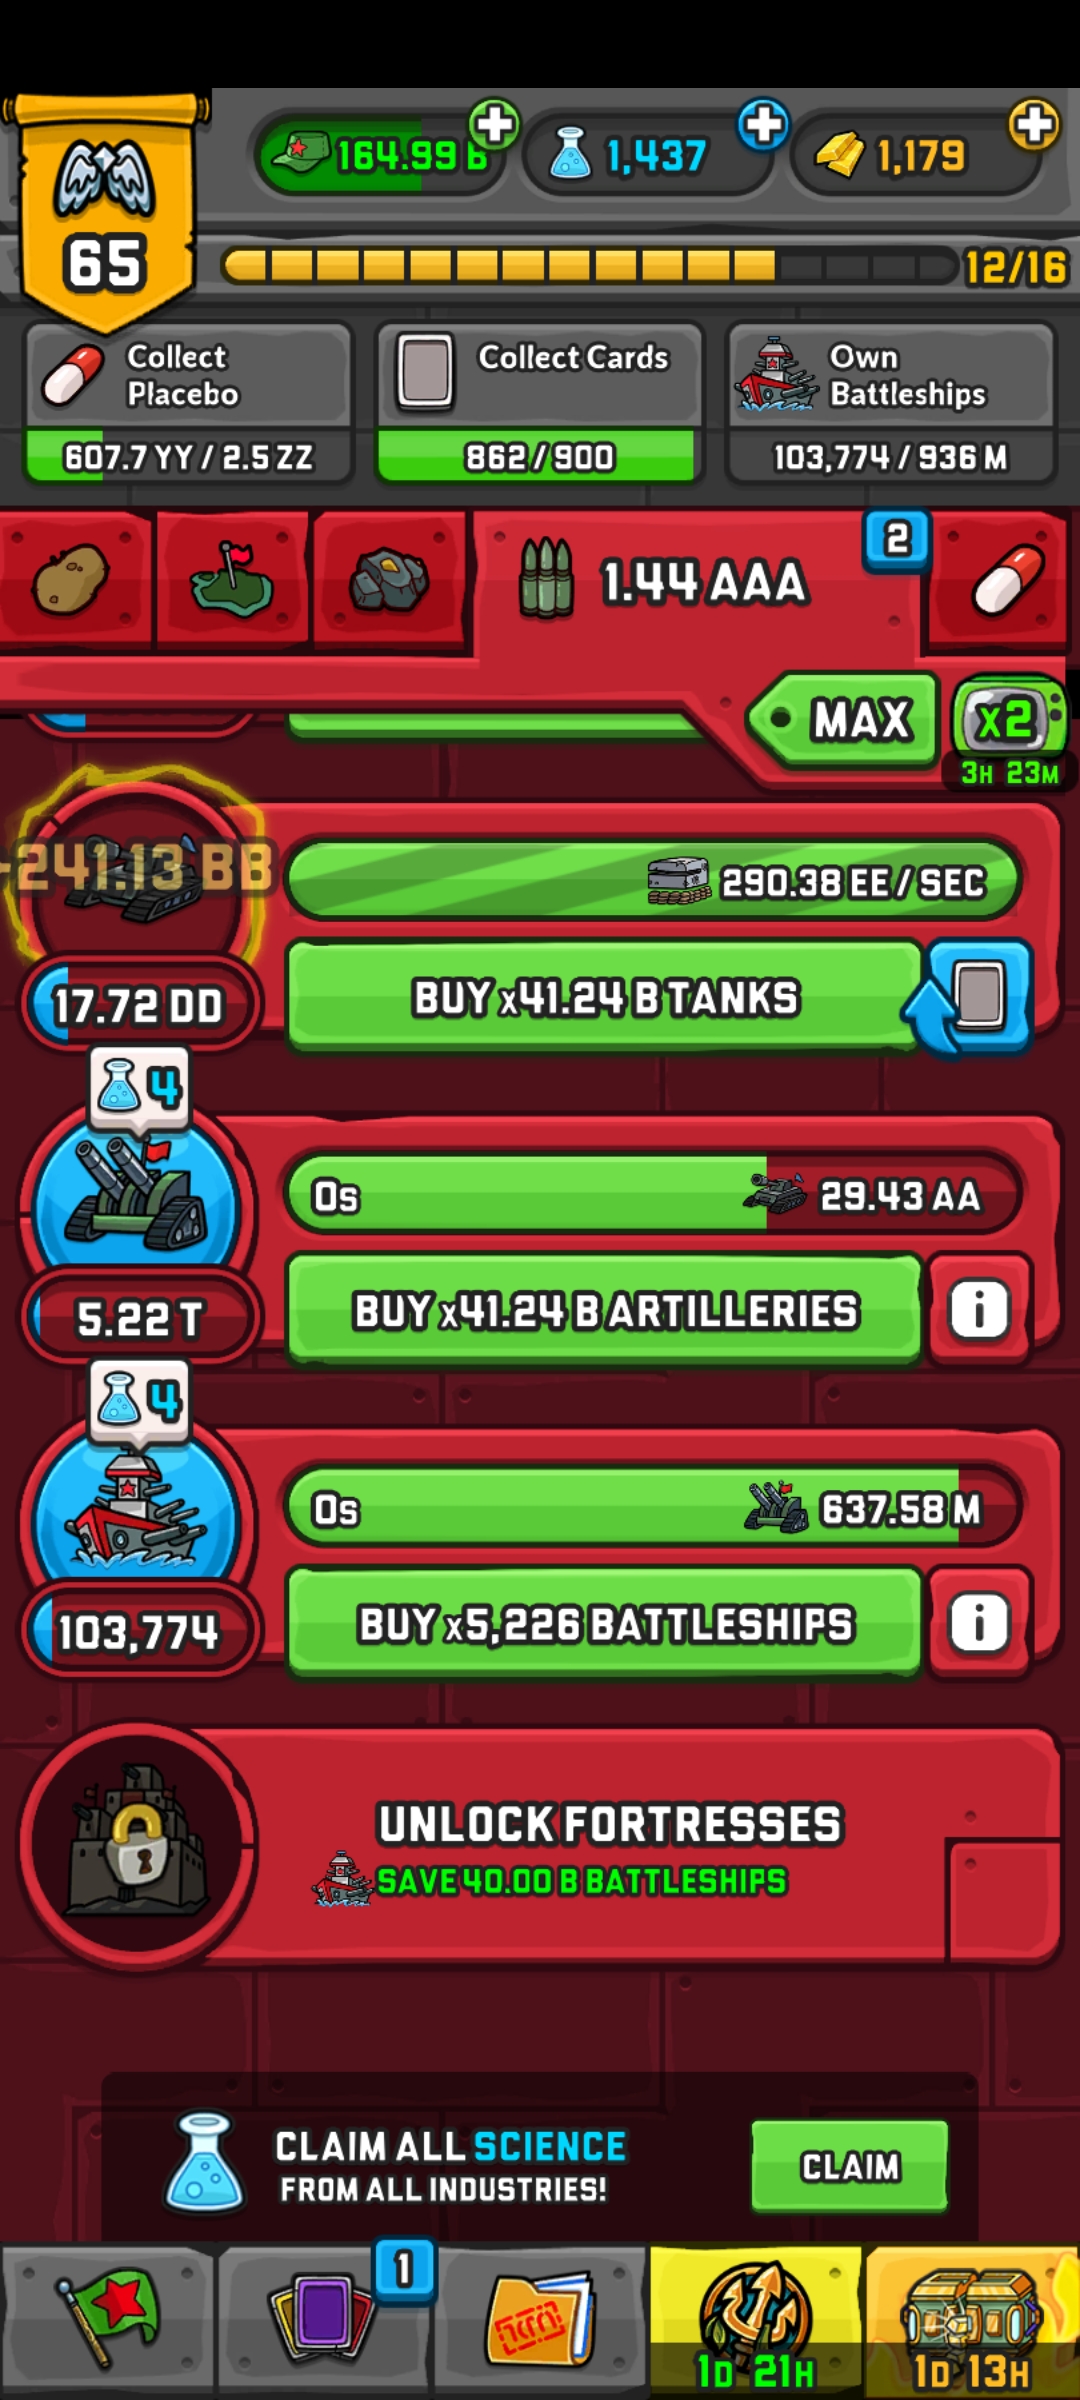 164.99 B
1,437
1,179
65
12/16
Collect
Placebo
607.7 YY / 2.5 ZZ
Collect Cards
862/900
Own
Battleships
103,774 / 936 M
1.44 AAA
2
MAX
x2
3H 23M
241.13 BB
290.38 EE / SEC
17.72 DD
BUY x41.24 B TANKS
4
0s
29.43 AA
5.22 T
BUY x41.24 B ARTILLERIES
i
4
0s
637.58 M
103,774
BUY x5,226 BATTLESHIPS
i
UNLOCK FORTRESSES
SAVE 40.00 B BATTLESHIPS
CLAIM ALL SCIENCE
FROM ALL INDUSTRIES!
CLAIM
1
1D 21H
1D 13H